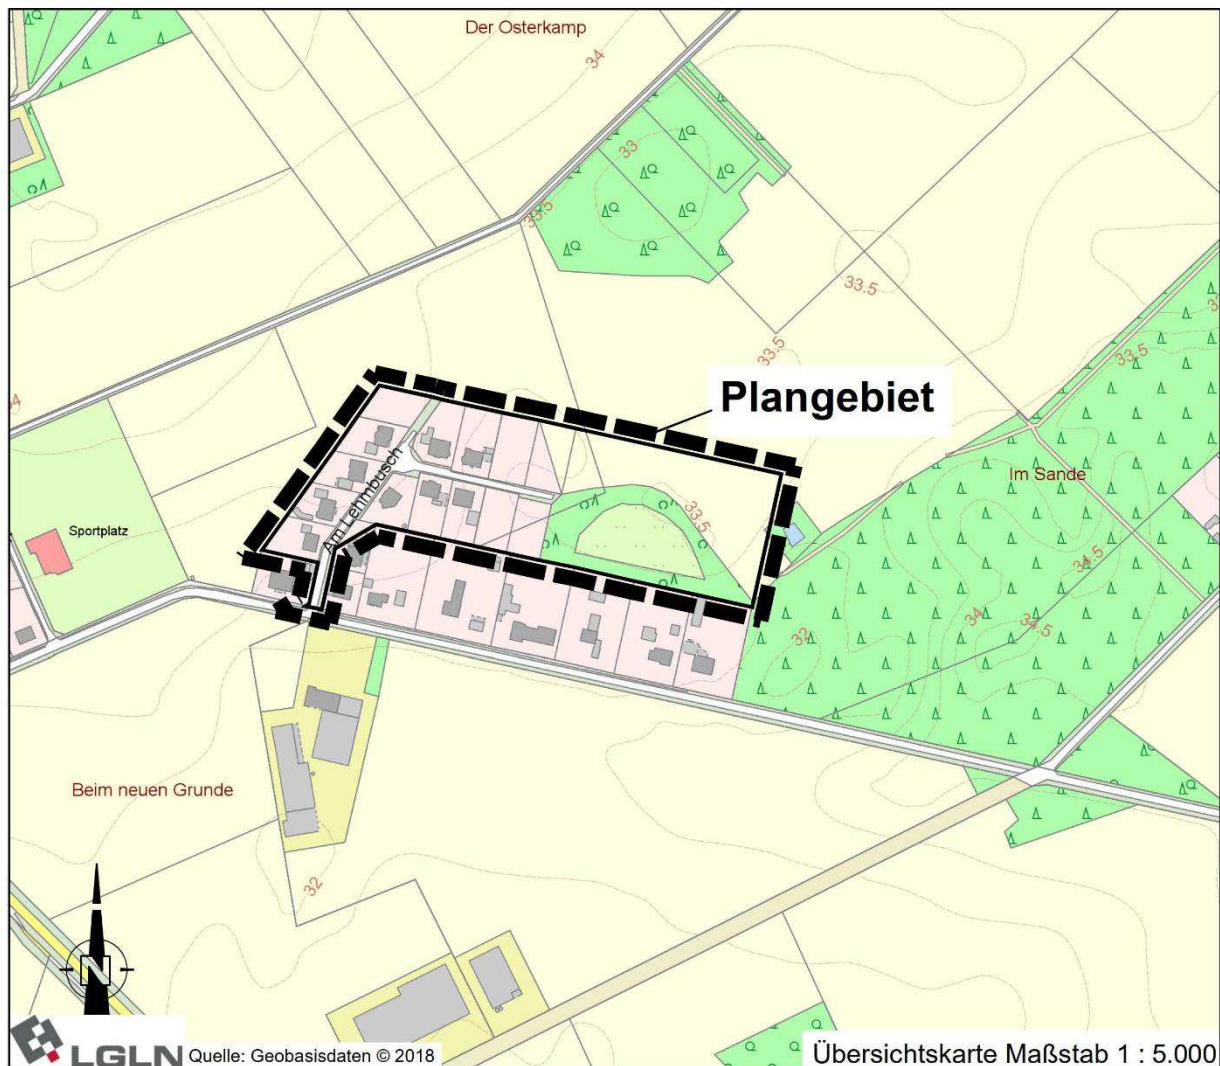 Der Osterkamp
34
33
33.5
33.5
33.5
33.5
Plangebiet
34
Im Sande
Am Lehmbusch
33.5
Sportplatz
34.5
34
34.5
32
Beim neuen Grunde
32
N
LGLN Quelle: Geobasisdaten © 2018
Übersichtskarte Maßstab 1 : 5.000